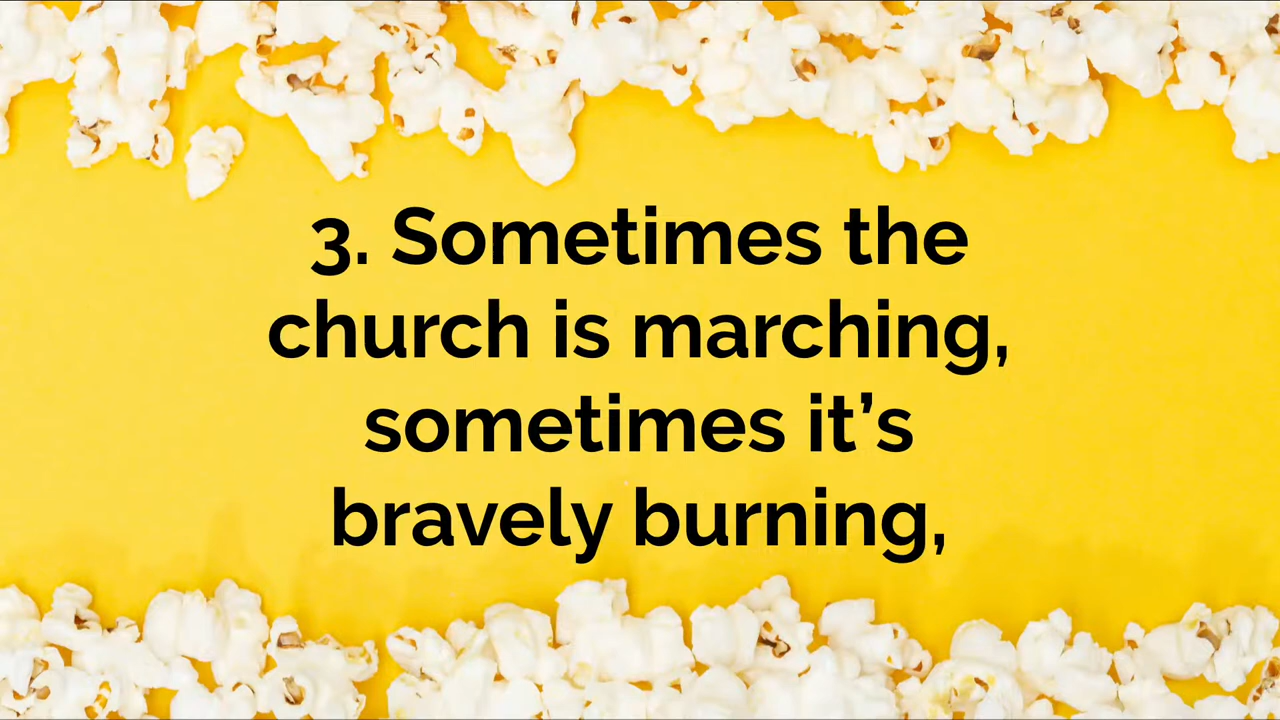 3. Sometimes the
church is marching,
sometimes it’s
bravely burning,